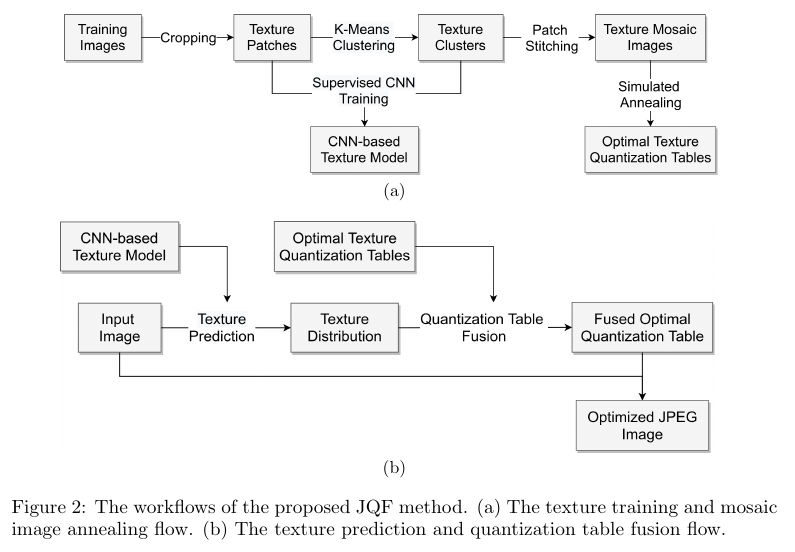 Training
Images
Cropping
Texture
Patches
K-Means
Clustering
Texture
Clusters
Patch
Stitching
Texture Mosaic
Images
Supervised CNN
Training
Simulated
Annealing
CNN-based
Texture Model
Optimal Texture
Quantization Tables
(a)
CNN-based
Texture Model
Optimal Texture
Quantization Tables
Input
Image
Texture
Prediction
Texture
Distribution
Quantization Table
Fusion
Fused Optimal
Quantization Table
Optimized JPEG
Image
(b)
Figure 2: The workflows of the proposed JQF method. (a) The texture training and mosaic
image annealing flow. (b) The texture prediction and quantization table fusion flow.